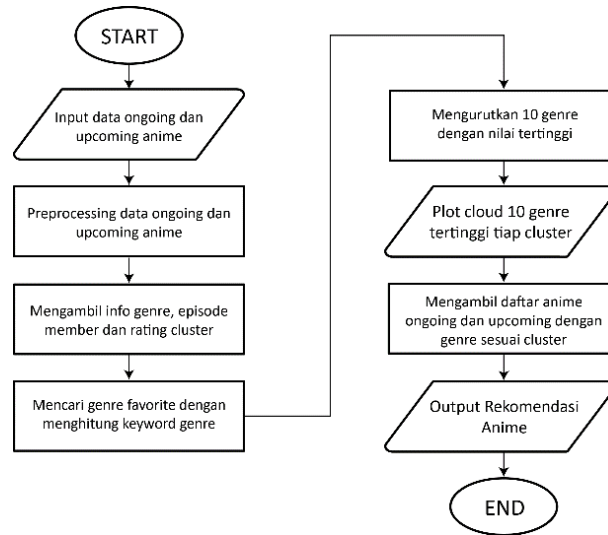 START
Input data ongoing dan
upcoming anime
Preprocessing data ongoing dan
upcoming anime
Mengambil info genre, episode
member dan rating cluster
Mencari genre favorite dengan
menghitung keyword genre
Mengurutkan 10 genre
dengan nilai tertinggi
Plot cloud 10 genre
tertinggi tiap cluster
Mengambil daftar anime
ongoing dan upcoming dengan
genre sesuai cluster
Output Rekomendasi
Anime
END